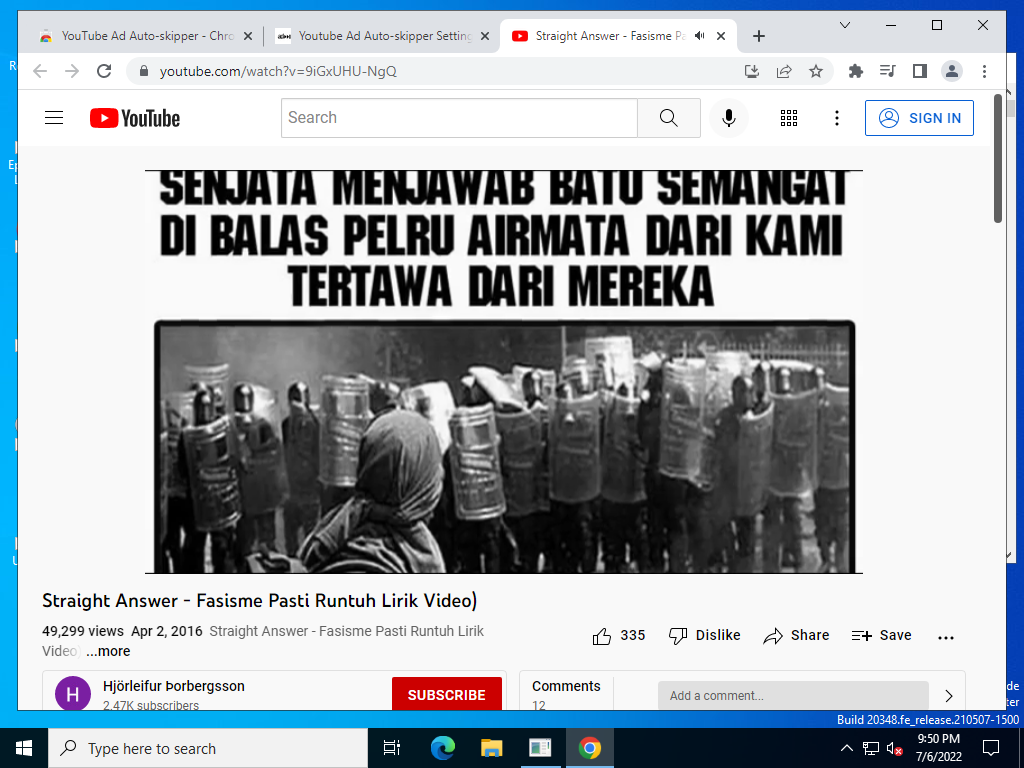 YouTube Ad Auto-skipper - Chro
Youtube Ad Auto-skipper Setting
Straight Answer - Fasisme Pa
youtube.com/watch?v=9iGxUHU-NgQ
YouTube
Search
SIGN IN
SENJATA MENJAWAB BATU SEMANGAT
DI BALAS PELRU AIRMATA DARI KAMI
TERTAWA DARI MEREKA
Straight Answer - Fasisme Pasti Runtuh Lirik Video)
49,299 views Apr 2, 2016 Straight Answer - Fasisme Pasti Runtuh Lirik
Video) ...more
335 Dislike Share Save
H
Hjörleifur Þorbergsson
2.47K subscribers
SUBSCRIBE
Comments
12
Add a comment...
Build 20348.fe_release.210507-1500
Type here to search
9:50 PM
7/6/2022